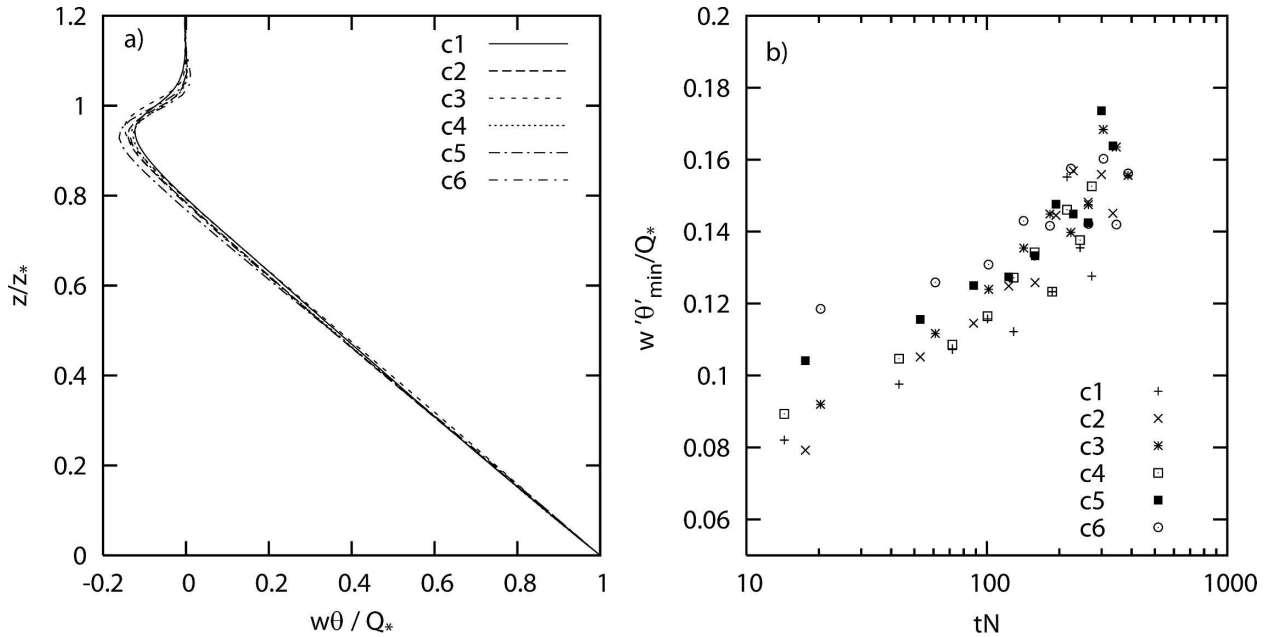 a)
1.2
1
0.8
0.6
0.4
0.2
0
z/z*
-0.2 0 0.2 0.4 0.6 0.8 1
wθ / Q*
c1
c2
c3
c4
c5
c6
b)
0.2
0.18
0.16
0.14
0.12
0.1
0.08
0.06
w'θ'min/Q*
10 100 1000
tN
c1
c2
c3
c4
c5
c6